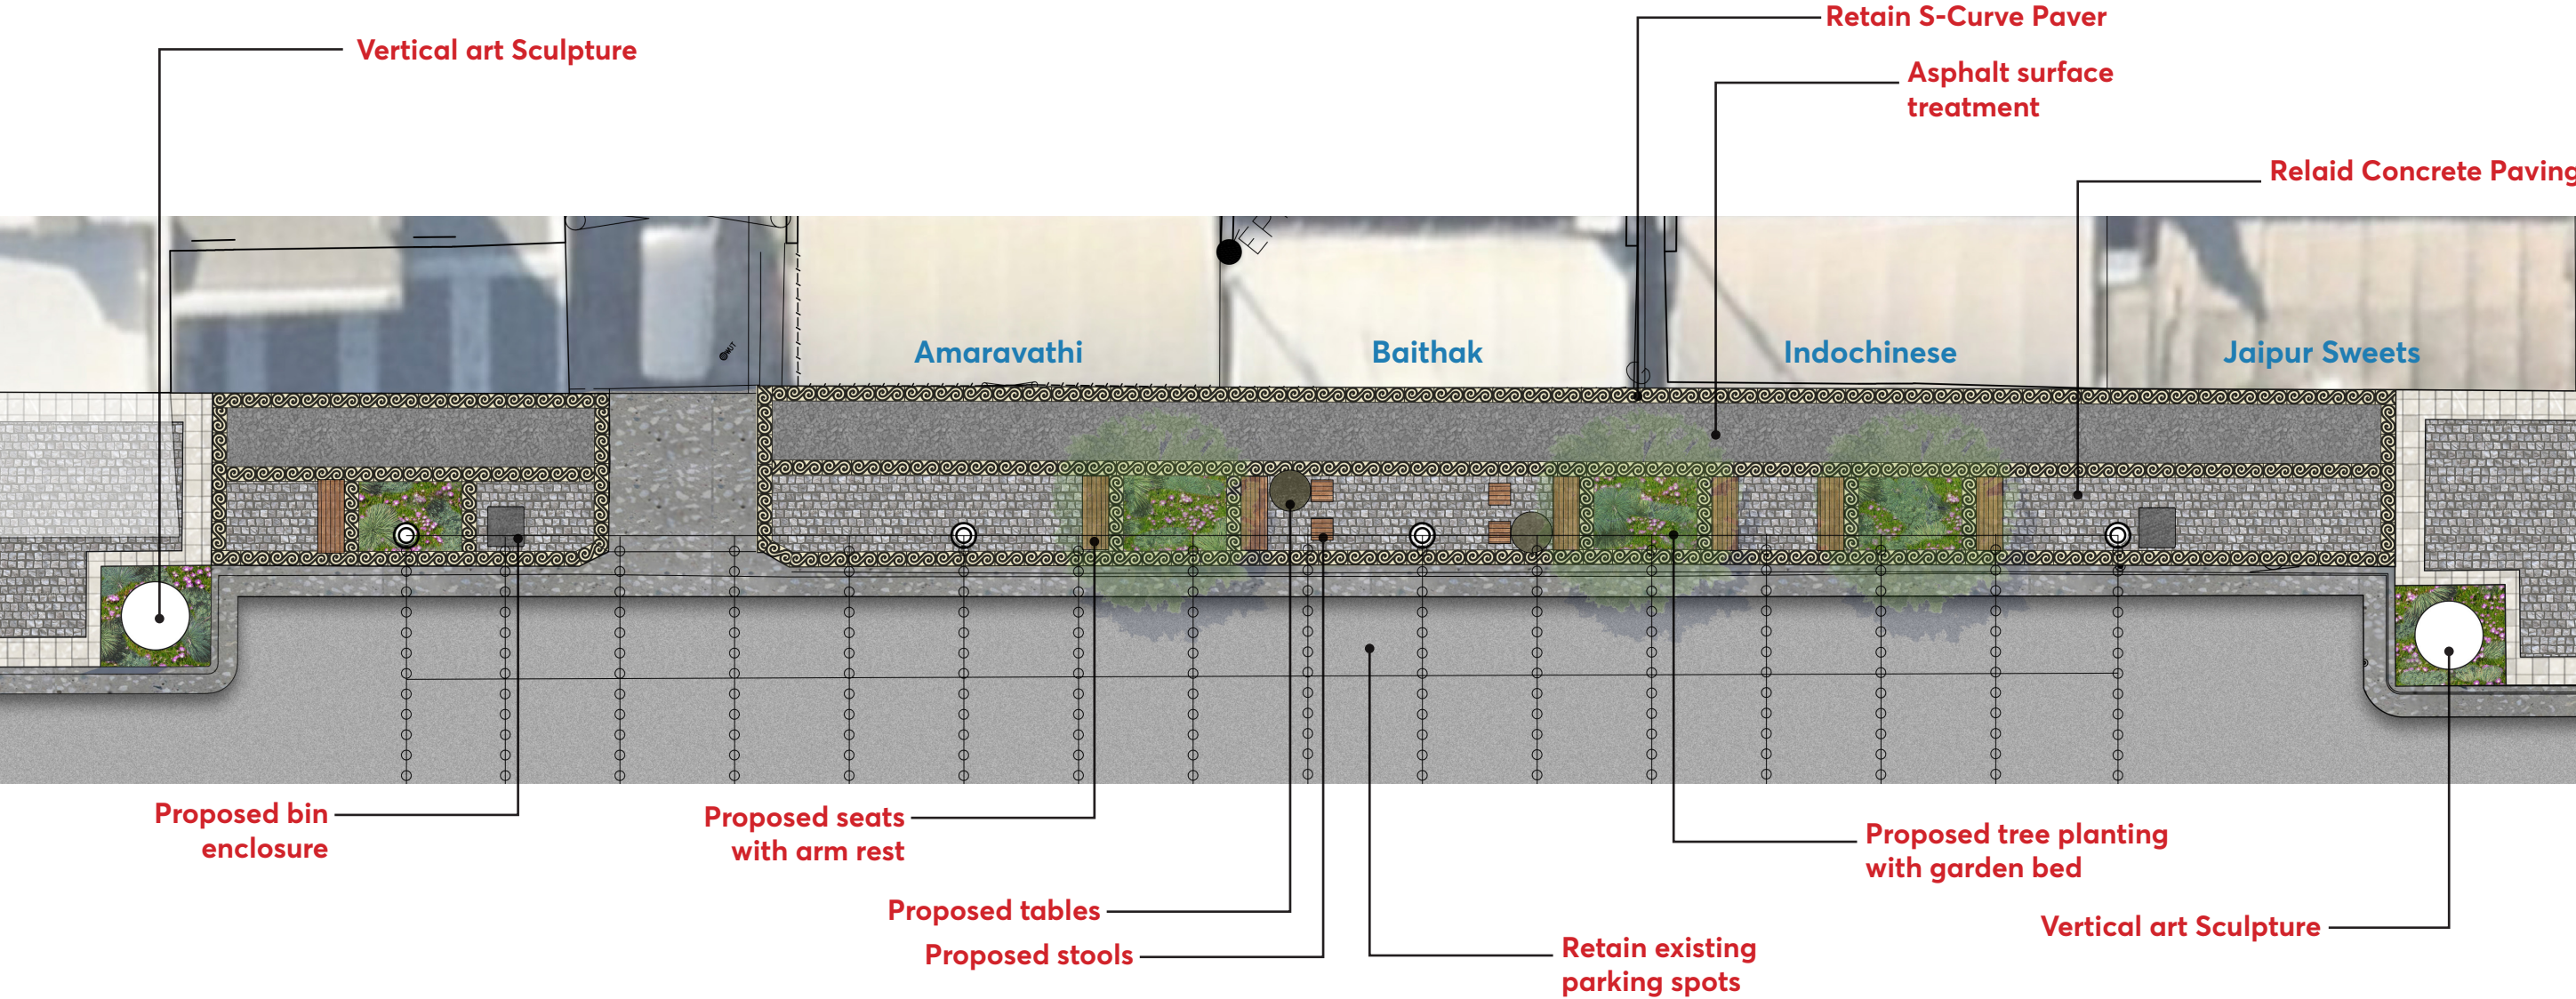 Retain S-Curve Paver
Vertical art Sculpture
Asphalt surface
treatment
Relaid Concrete Paving
Amaravathi
Baithak
Indochinese
Jaipur Sweets
Proposed bin
enclosure
Proposed seats
with arm rest
Proposed tree planting
with garden bed
Proposed tables
Vertical art Sculpture
Proposed stools
Retain existing
parking spots